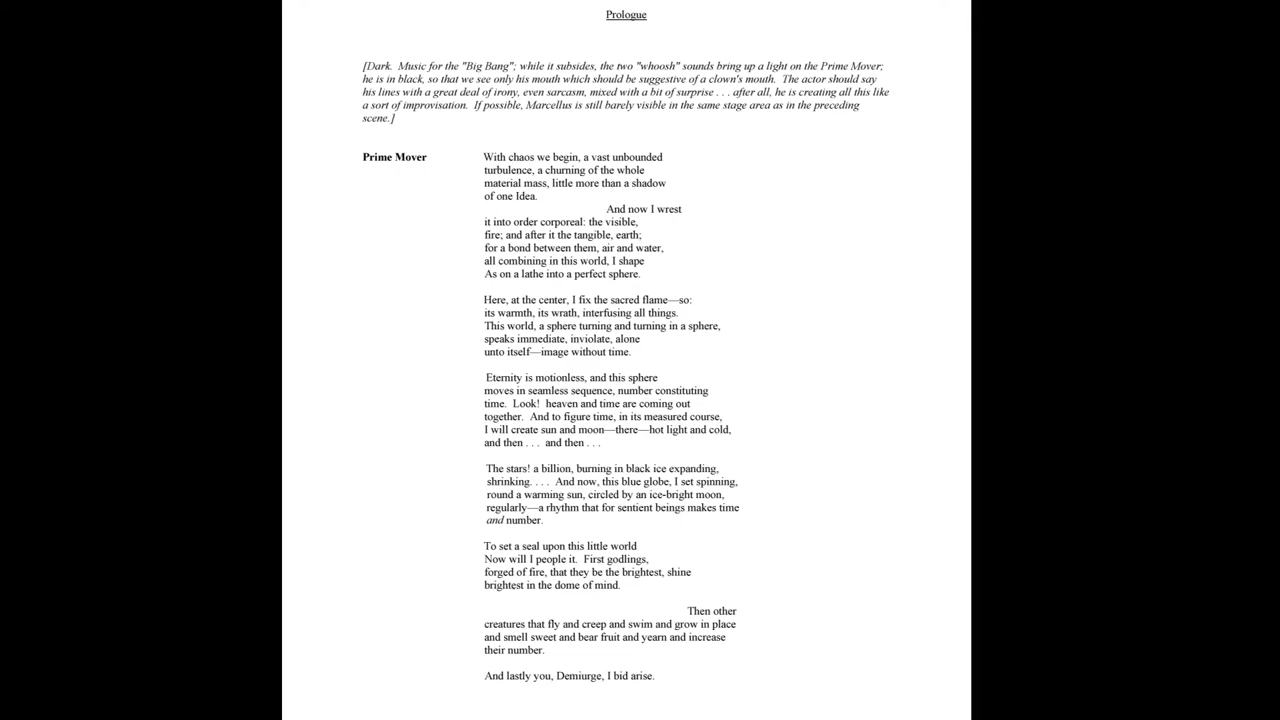 Prologue
[Dark. Music for the "Big Bang"; while it subsides, the two "whoosh" sounds bring up a light on the Prime Mover;
he is in black, so that we see only his mouth which should be suggestive of a clown's mouth. The actor should say
his lines with a great deal of irony, even sarcasm, mixed with a bit of surprise . . . after all, he is creating all this like
a sort of improvisation. If possible, Marcellus is still barely visible in the same stage area as in the preceding
scene.]
Prime Mover With chaos we begin, a vast unbounded
turbulence, a churning of the whole
material mass, little more than a shadow
of one Idea.
And now I wrest
it into order corporeal: the visible,
fire; and after it the tangible, earth;
for a bond between them, air and water,
all combining in this world, I shape
As on a lathe into a perfect sphere.
Here, at the center, I fix the sacred flame—so:
its warmth, its wrath, interfusing all things.
This world, a sphere turning and turning in a sphere,
speaks immediate, inviolate, alone
unto itself—image without time.
Eternity is motionless, and this sphere
moves in seamless sequence, number constituting
time. Look! heaven and time are coming out
together. And to figure time, in its measured course,
I will create sun and moon—there—hot light and cold,
and then . . . and then . . .
The stars! a billion, burning in black ice expanding,
shrinking. . . . And now, this blue globe, I set spinning,
round a warming sun, circled by an ice-bright moon,
regularly—a rhythm that for sentient beings makes time
and number.
To set a seal upon this little world
Now will I people it. First godlings,
forged of fire, that they be the brightest, shine
brightest in the dome of mind.
Then other
creatures that fly and creep and swim and grow in place
and smell sweet and bear fruit and yearn and increase
their number.
And lastly you, Demiurge, I bid arise.